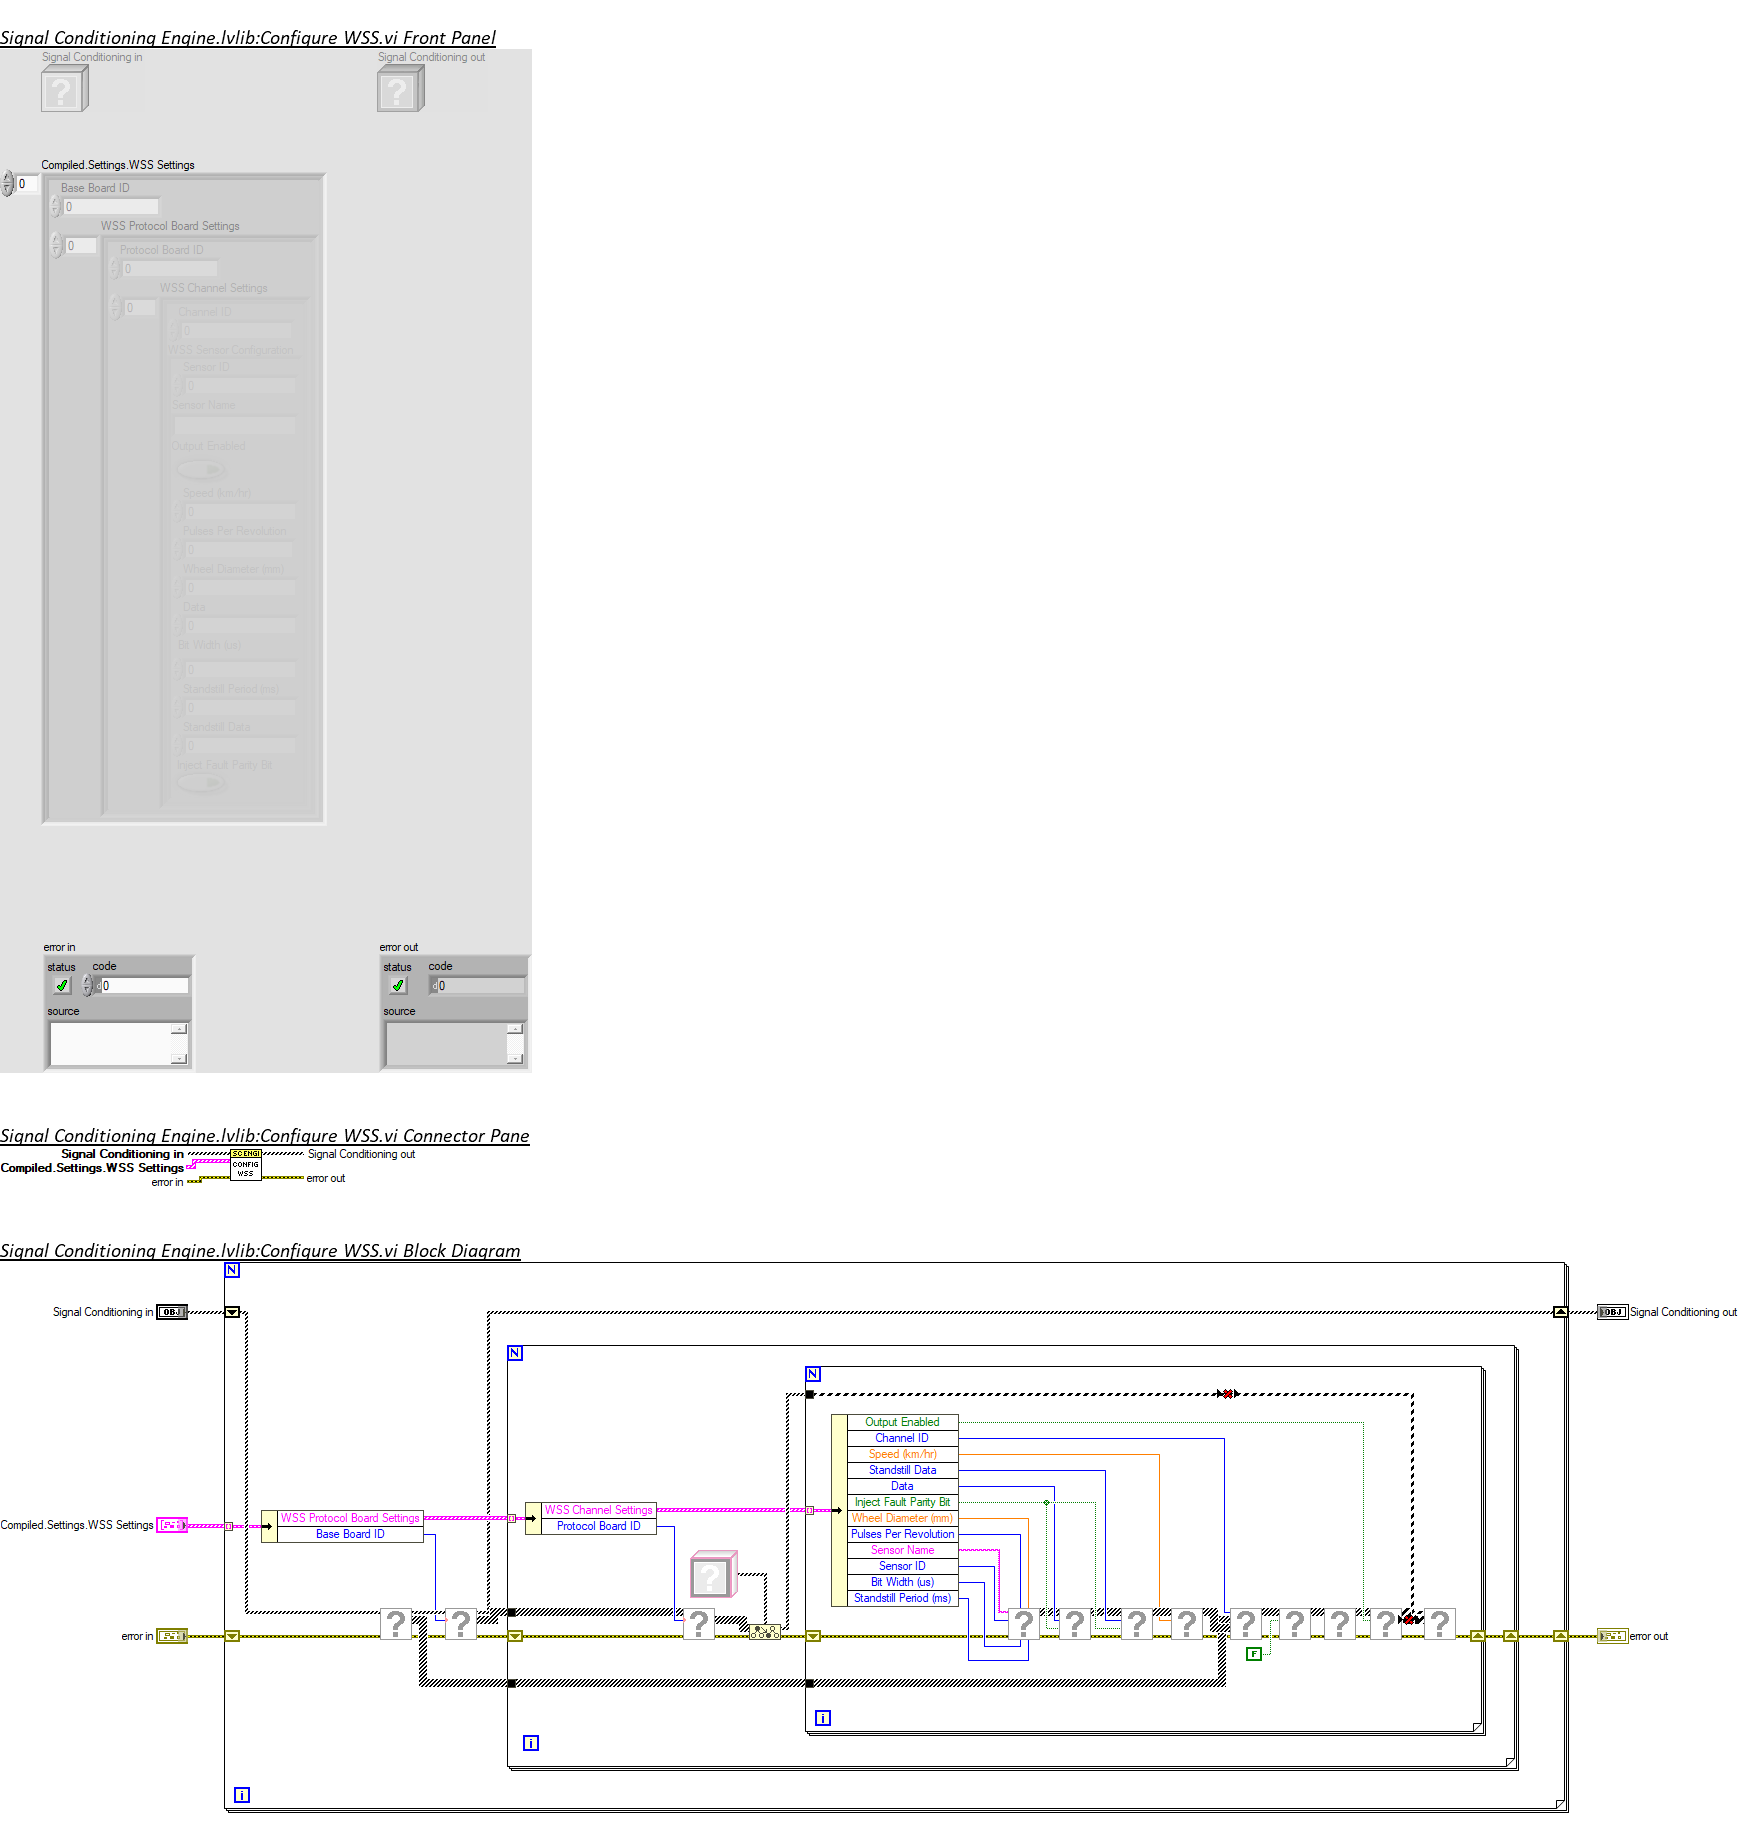 Signal Conditioning Engine.lvlib:Configure WSS.vi Front Panel
Signal Conditioning in
Signal Conditioning out
?
?
Compiled.Settings.WSS Settings
0
Base Board ID
0
WSS Protocol Board Settings
0
Protocol Board ID
0
WSS Channel Settings
0
Channel ID
0
WSS Sensor Configuration
Sensor ID
0
Sensor Name
Output Enabled
Speed (km/hr)
0
Pulses Per Revolution
0
Wheel Diameter (mm)
0
Data
0
Bit Width (us)
0
Standstill Period (ms)
0
Standstill Data
0
Inject Fault Parity Bit
error in
status code
d 0
source
error out
status code
d 0
source
Signal Conditioning Engine.lvlib:Configure WSS.vi Connector Pane
Signal Conditioning in
Compiled.Settings.WSS Settings
error in
SCENGI
CONFIG
WSS
Signal Conditioning out
error out
Signal Conditioning Engine.lvlib:Configure WSS.vi Block Diagram
N
Signal Conditioning in
OBJ
OBJ
Signal Conditioning out
N
N
Output Enabled
Channel ID
Speed (km/hr)
Standstill Data
Data
Inject Fault Parity Bit
Wheel Diameter (mm)
Pulses Per Revolution
Sensor Name
Sensor ID
Bit Width (us)
Standstill Period (ms)
Compiled.Settings.WSS Settings
WSS Protocol Board Settings
Base Board ID
WSS Channel Settings
Protocol Board ID
?
? ? ? ? ? ? ? ? ? ? ? ?
error in
error out
F
i
i
i